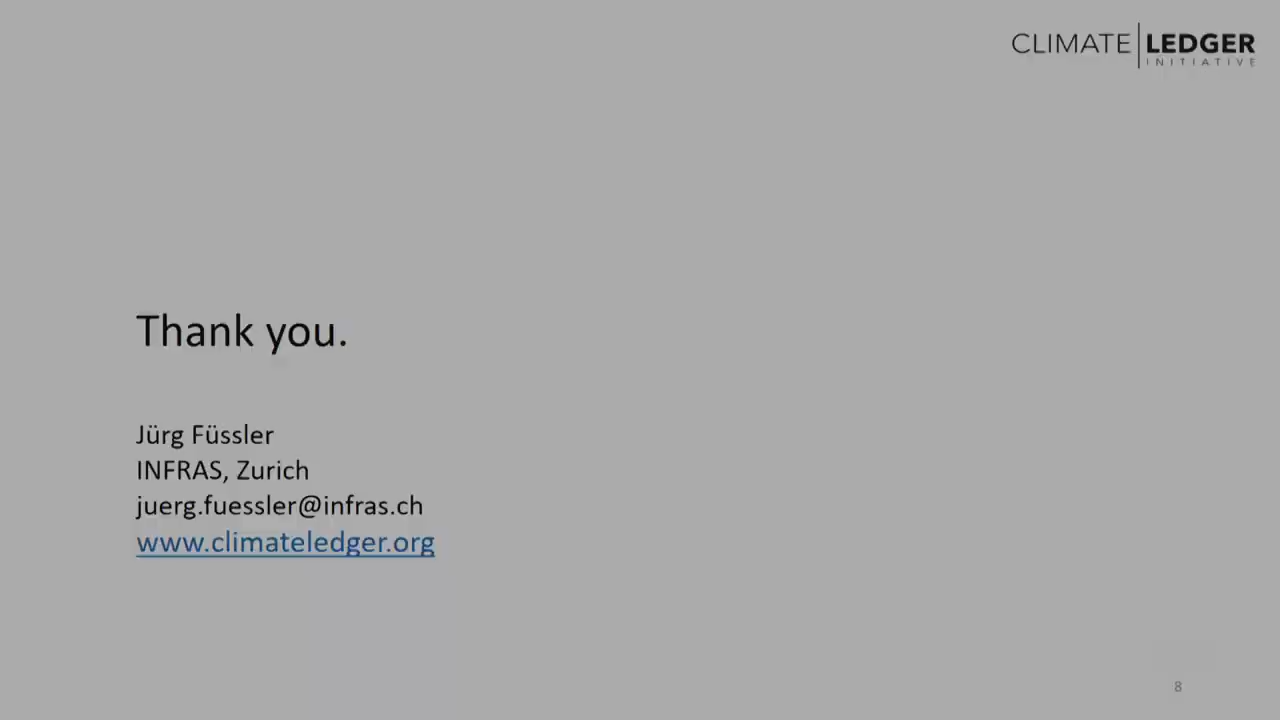 CLIMATE LEDGER
INITIATIVE
Thank you.
Jürg Füssler
INFRAS, Zurich
juerg.fuessler@infras.ch
www.climateledger.org
8